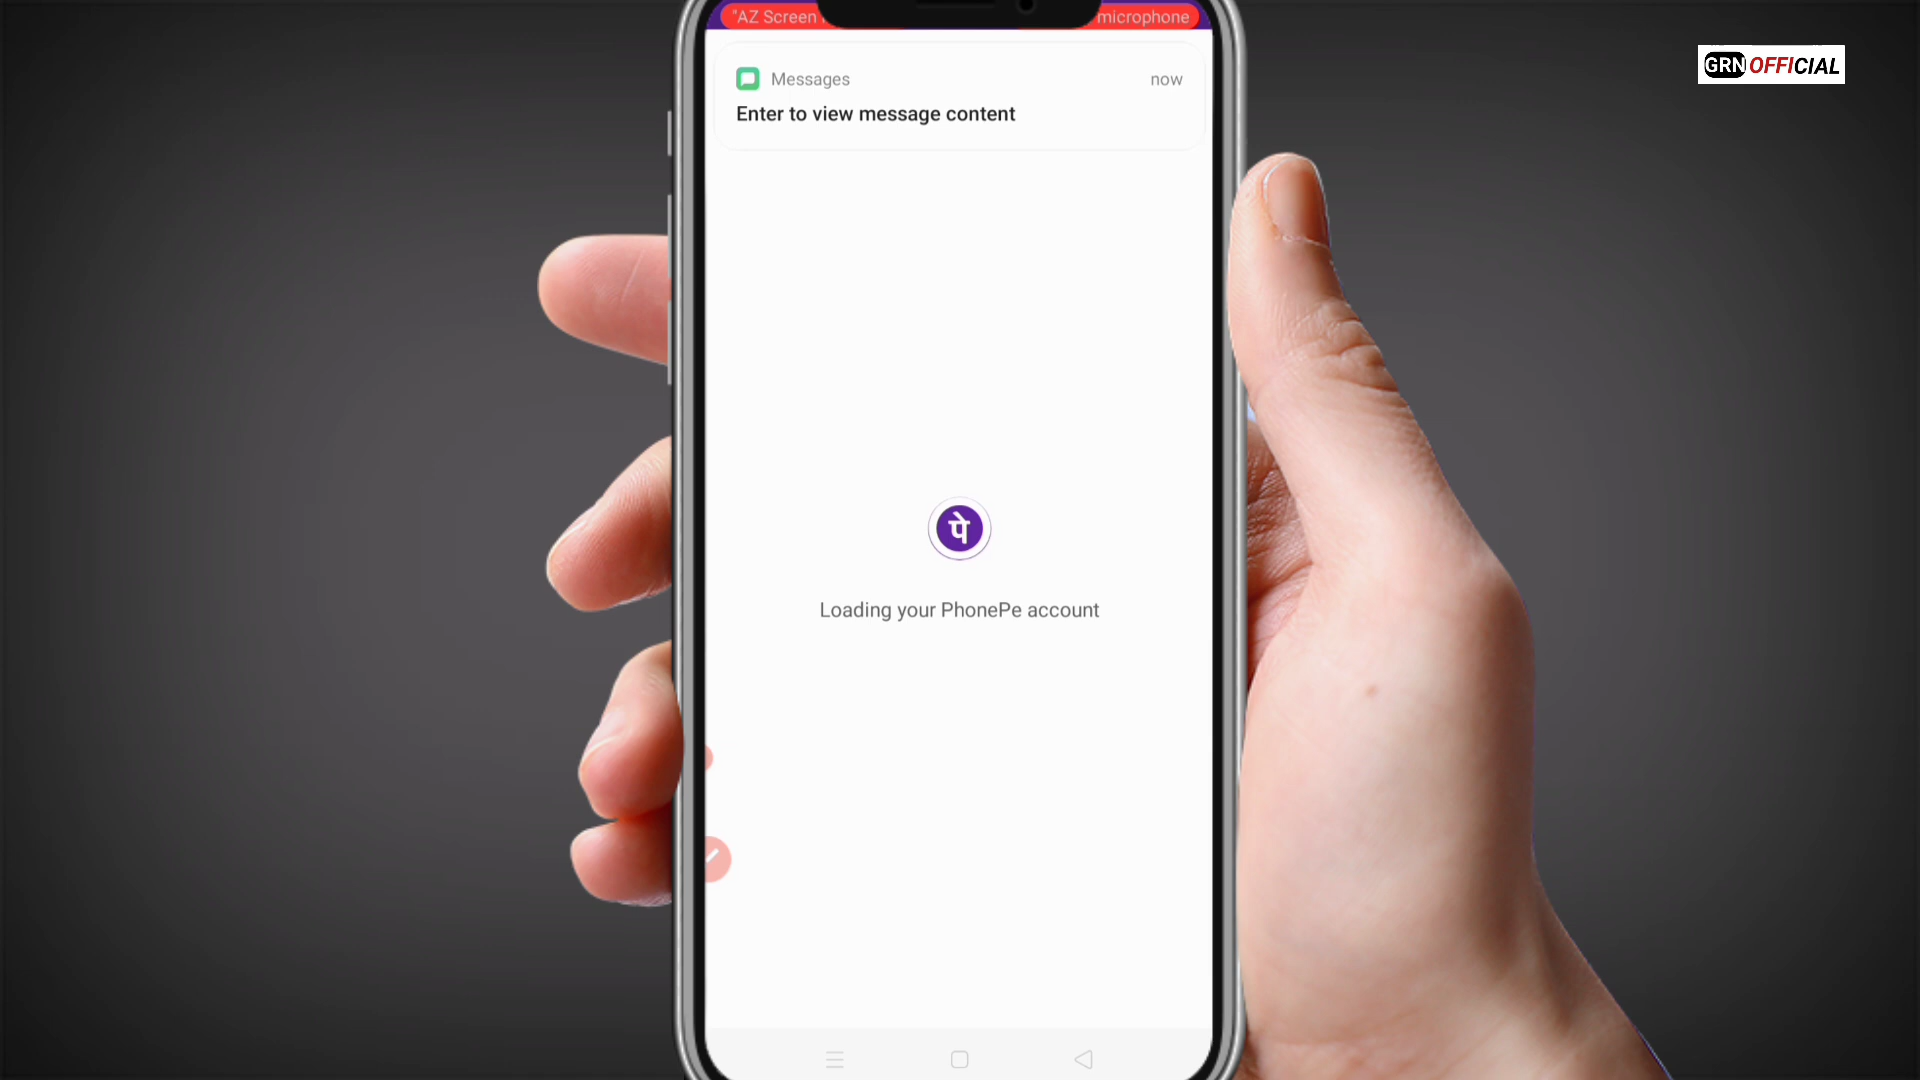 "AZ Screen
microphone
GRN OFFICIAL
Messages
now
Enter to view message content
पे
Loading your PhonePe account